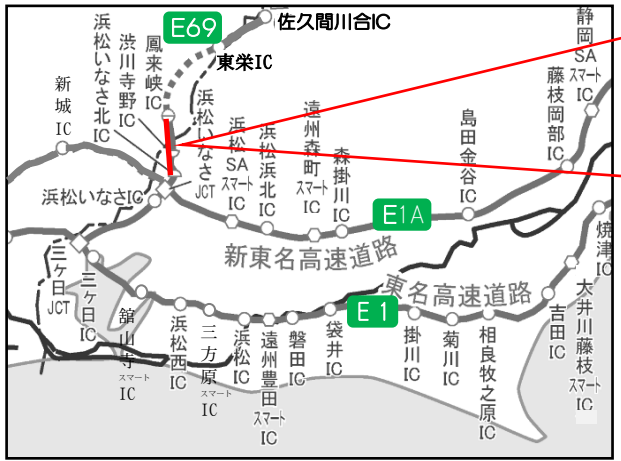 E69
佐久間川合IC
東栄IC
鳳来峡IC
渋川寺野IC
浜松いなさ北IC
新城IC
浜松いなさJCT
浜松いなさIC
浜松SAスマートIC
浜松浜北IC
遠州森町スマートIC
森掛川IC
島田金谷IC
藤枝岡部IC
静岡SAスマートIC
E1A
新東名高速道路
三ヶ日JCT
三ヶ日IC
舘山寺スマートIC
浜松西IC
三方原スマートIC
浜松IC
遠州豊田スマートIC
磐田IC
袋井IC
E1
東名高速道路
掛川IC
菊川IC
相良牧之原IC
吉田IC
大井川藤枝スマートIC
焼津IC